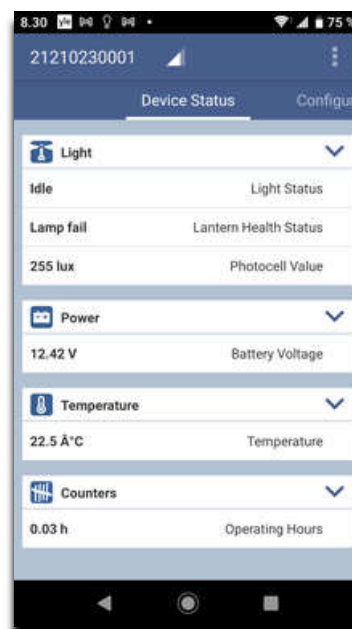 8.30 75 %
21210230001
Device Status Configu
Light
Idle Light Status
Lamp fail Lantern Health Status
255 lux Photocell Value
Power
12.42 V Battery Voltage
Temperature
22.5 Â°C Temperature
Counters
0.03 h Operating Hours